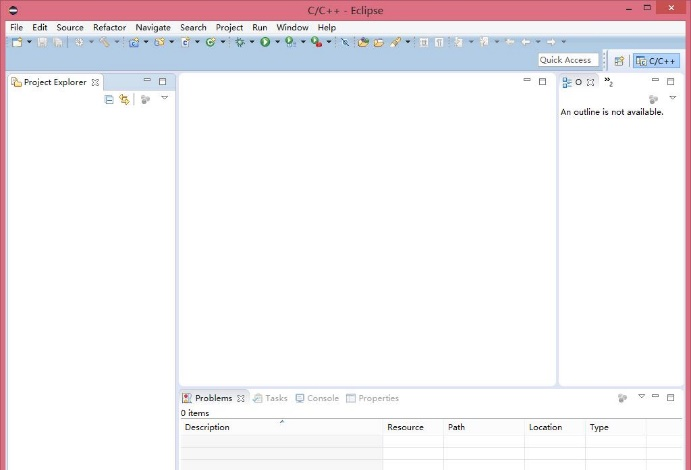 C/C++ - Eclipse
File Edit Source Refactor Navigate Search Project Run Window Help
Quick Access C/C++
Project Explorer
O »2
An outline is not available.
Problems Tasks Console Properties
0 items
Description Resource Path Location Type